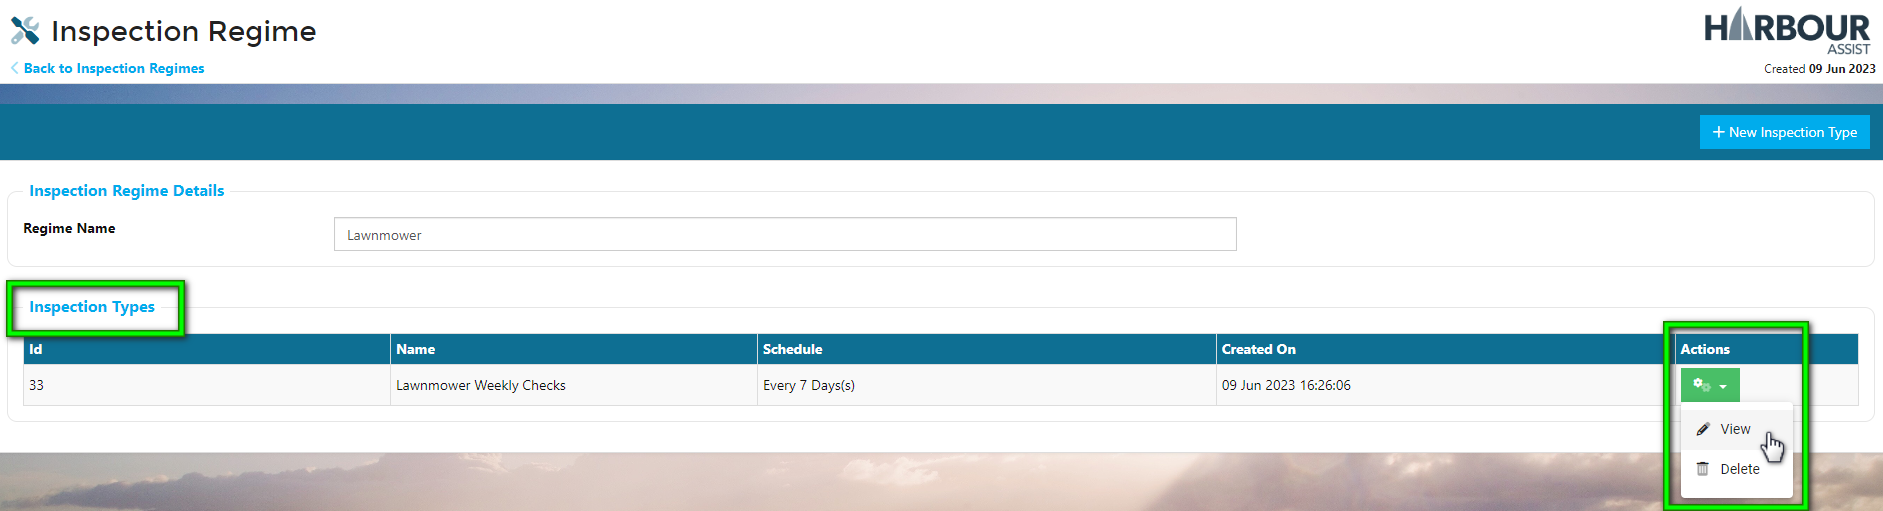 Inspection Regime
HARBOUR
ASSIST
Back to Inspection Regimes
Created 09 Jun 2023
+ New Inspection Type
Inspection Regime Details
Regime Name
Lawnmower
Inspection Types
Id Name Schedule Created On Actions
33 Lawnmower Weekly Checks Every 7 Days(s) 09 Jun 2023 16:26:06
View
Delete